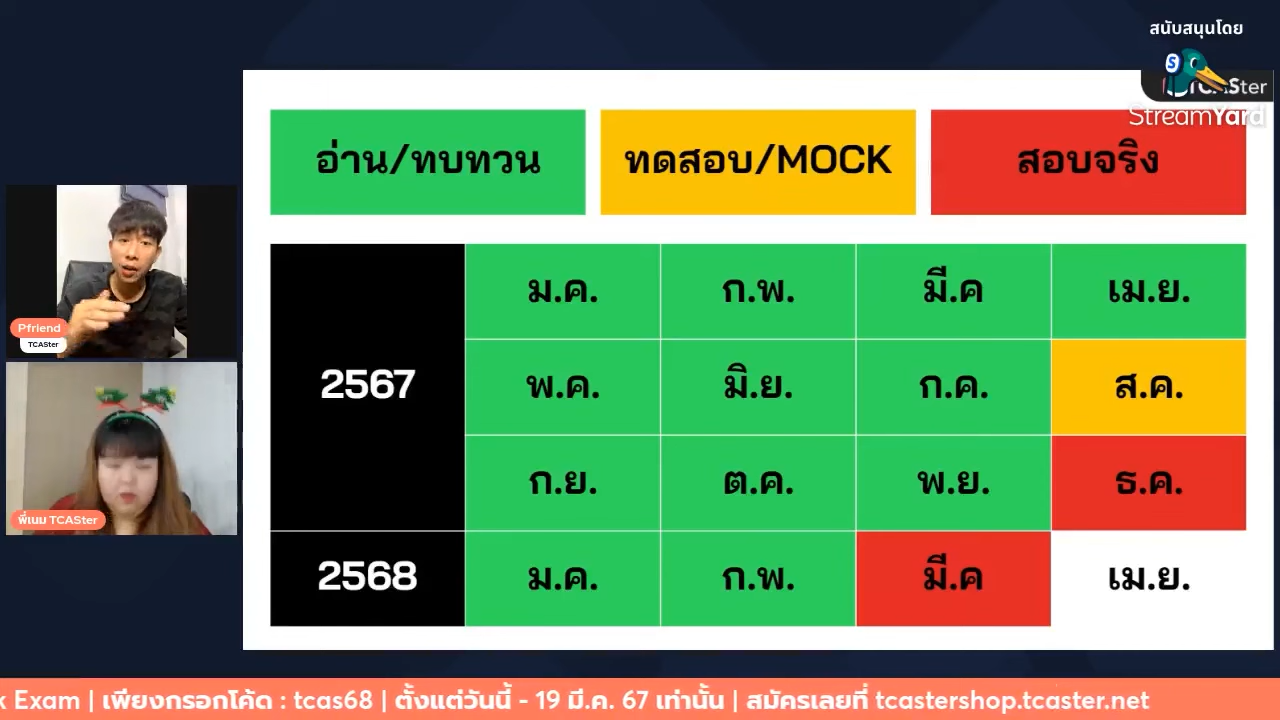 สนับสนุนโดย
TCASter
StreamYard
อ่าน/ทบทวน
ทดสอบ/MOCK
สอบจริง
2567
ม.ค.
ก.พ.
มี.ค
เม.ย.
พ.ค.
มิ.ย.
ก.ค.
ส.ค.
ก.ย.
ต.ค.
พ.ย.
ธ.ค.
2568
ม.ค.
ก.พ.
มี.ค
เม.ย.
Pfriend
TCASter
พี่เนม TCASter
Exam | เพียงกรอกโค้ด : tcas68 | ตั้งแต่วันนี้ - 19 มี.ค. 67 เท่านั้น | สมัครเลยที่ tcastershop.tcaster.net